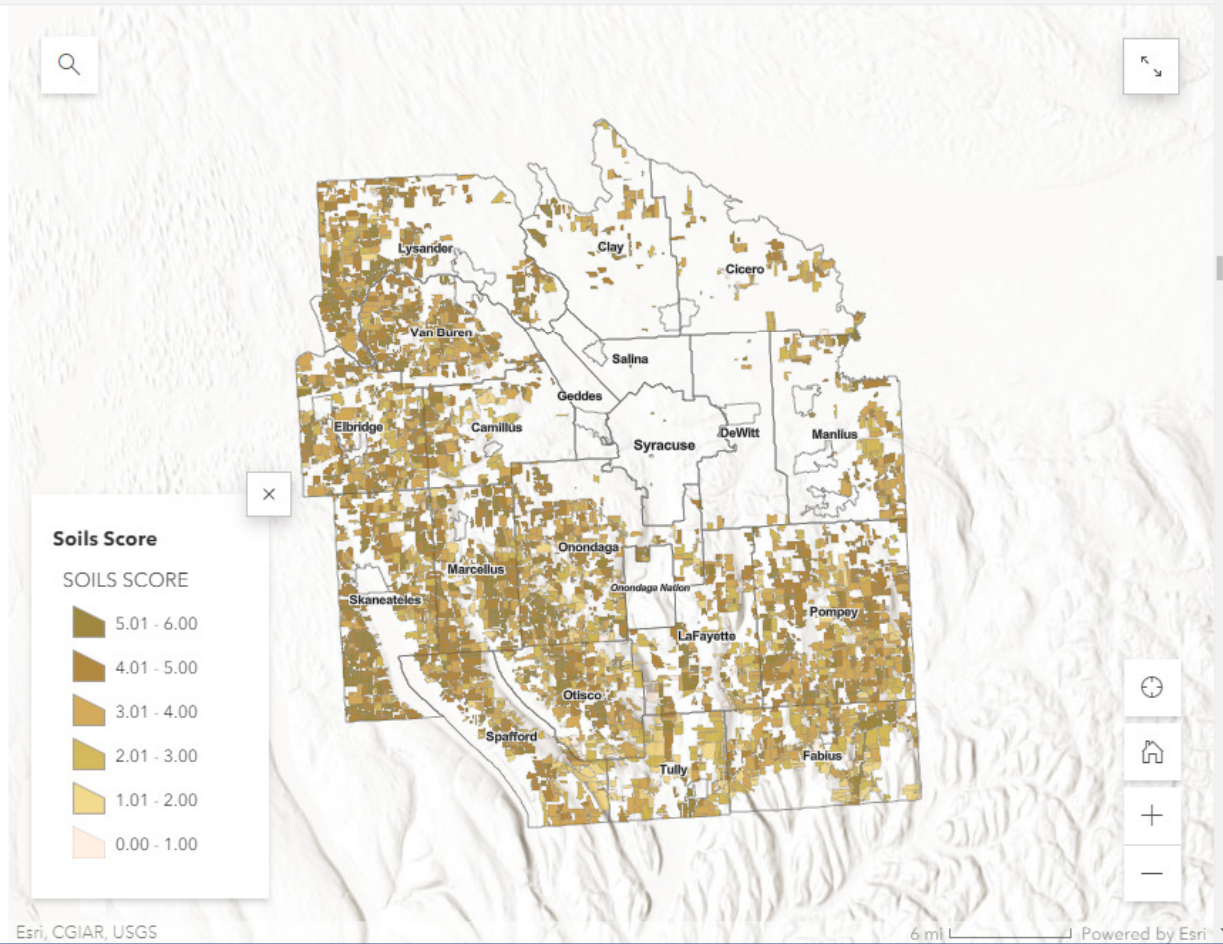 Lysander
Clay
Cicero
Van Buren
Salina
Geddes
Elbridge
Camillus
DeWitt
Manlius
Syracuse
Onondaga
Marcellus
Onondaga Nation
Skaneateles
Pompey
LaFayette
Otisco
Spafford
Fabius
Tully
Soils Score
SOILS SCORE
5.01 - 6.00
4.01 - 5.00
3.01 - 4.00
2.01 - 3.00
1.01 - 2.00
0.00 - 1.00
Esri, CGIAR, USGS
6 mi
Powered by Esri